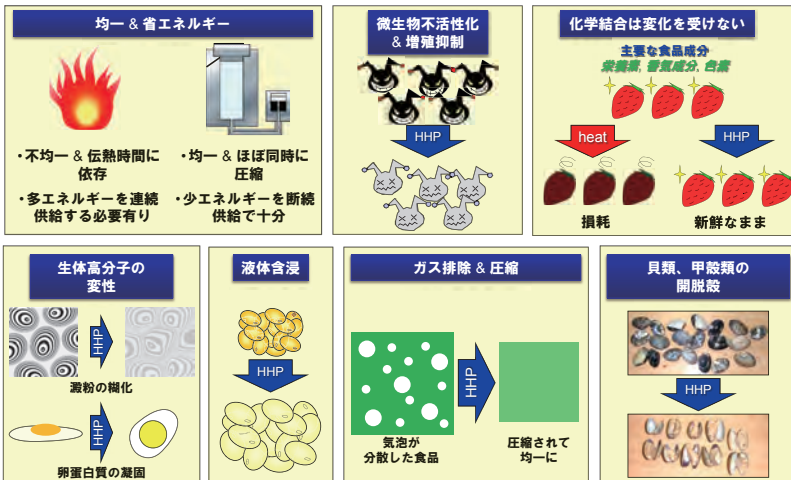 均一 & 省エネルギー
・不均一 & 伝熱時間に
依存
・多エネルギーを連続
供給する必要有り
・均一 & ほぼ同時に
圧縮
・少エネルギーを断続
供給で十分
微生物不活性化
& 増殖抑制
HHP
化学結合は変化を受けない
主要な食品成分
栄養素, 香気成分, 色素
heat
HHP
損耗
新鮮なまま
生体高分子の
変性
HHP
澱粉の糊化
HHP
卵蛋白質の凝固
液体含浸
HHP
ガス排除 & 圧縮
HHP
気泡が
分散した食品
圧縮されて
均一に
貝類、甲殻類の
開脱殻
HHP